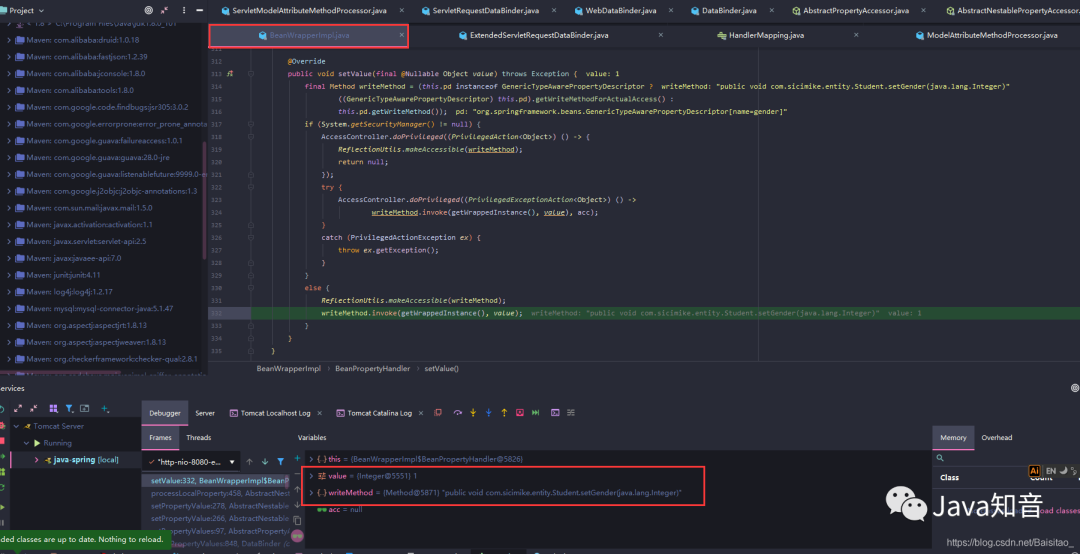 Project
ServletModelAttributeMethodProcessor.java × ServletRequestDataBinder.java × WebDataBinder.java × DataBinder.java × AbstractPropertyAccessor.java × AbstractNestablePropertyAccessor.
BeanWrapperImpl.java × ExtendedServletRequestDataBinder.java × HandlerMapping.java × ModelAttributeMethodProcessor.java
Maven: com.alibaba:druid:1.0.18
Maven: com.alibaba:fastjson:1.2.39
Maven: com.alibaba:jconsole:1.8.0
Maven: com.alibaba:tools:1.8.0
Maven: com.google.code.findbugs:jsr305:3.0.2
Maven: com.google.errorprone:error_prone_annota
Maven: com.google.guava:failureaccess:1.0.1
Maven: com.google.guava:guava:28.0-jre
Maven: com.google.guava:listenablefuture:9999.0-e
Maven: com.google.j2objc:j2objc-annotations:1.3
Maven: com.sun.mail:javax.mail:1.5.0
Maven: javax.activation:activation:1.1
Maven: javax.servlet:servlet-api:2.5
Maven: javax:javaee-api:7.0
Maven: junit:junit:4.11
Maven: log4j:log4j:1.2.17
Maven: mysql:mysql-connector-java:5.1.47
Maven: org.aspectj:aspectjrt:1.8.13
Maven: org.aspectj:aspectjweaver:1.8.13
Maven: org.checkerframework:checker-qual:2.8.1
312 @Override
313 public void setValue(final @Nullable Object value) throws Exception { value: 1
314 final Method writeMethod = (this.pd instanceof GenericTypeAwarePropertyDescriptor ? writeMethod: "public void com.sicimike.entity.Student.setGender(java.lang.Integer)"
315 ((GenericTypeAwarePropertyDescriptor) this.pd).getWriteMethodForActualAccess() :
316 this.pd.getWriteMethod()); pd: "org.springframework.beans.GenericTypeAwarePropertyDescriptor[name=gender]"
317 if (System.getSecurityManager() != null) {
318 AccessController.doPrivileged((PrivilegedAction<Object>) () -> {
319 ReflectionUtils.makeAccessible(writeMethod);
320 return null;
321 });
322 try {
323 AccessController.doPrivileged((PrivilegedExceptionAction<Object>) () ->
324 writeMethod.invoke(getWrappedInstance(), value), acc);
325 }
326 catch (PrivilegedActionException ex) {
327 throw ex.getException();
328 }
329 }
330 else {
331 ReflectionUtils.makeAccessible(writeMethod);
332 writeMethod.invoke(getWrappedInstance(), value); writeMethod: "public void com.sicimike.entity.Student.setGender(java.lang.Integer)" value: 1
333 }
334 }
335 }
BeanWrapperImpl › BeanPropertyHandler › setValue()
ervices
Debugger Server Tomcat Localhost Log × Tomcat Catalina Log ×
Tomcat Server
Running
java-spring [local]
Frames Threads
"http-nio-8080-e...
setValue:332, BeanWrapperImpl$BeanP
processLocalProperty:458, AbstractNes
setPropertyValue:278, AbstractNestable
setPropertyValue:266, AbstractNestable
Variables
this = {BeanWrapperImpl$BeanPropertyHandler@5826}
value = {Integer@5551} 1
writeMethod = {Method@5871} "public void com.sicimike.entity.Student.setGender(java.lang.Integer)"
acc = null
Memory Overhead
Class Count
Ai EN
ded classes are up to date. Nothing to reload.
Java知音
https://blog.csdn.net/Baisitao_